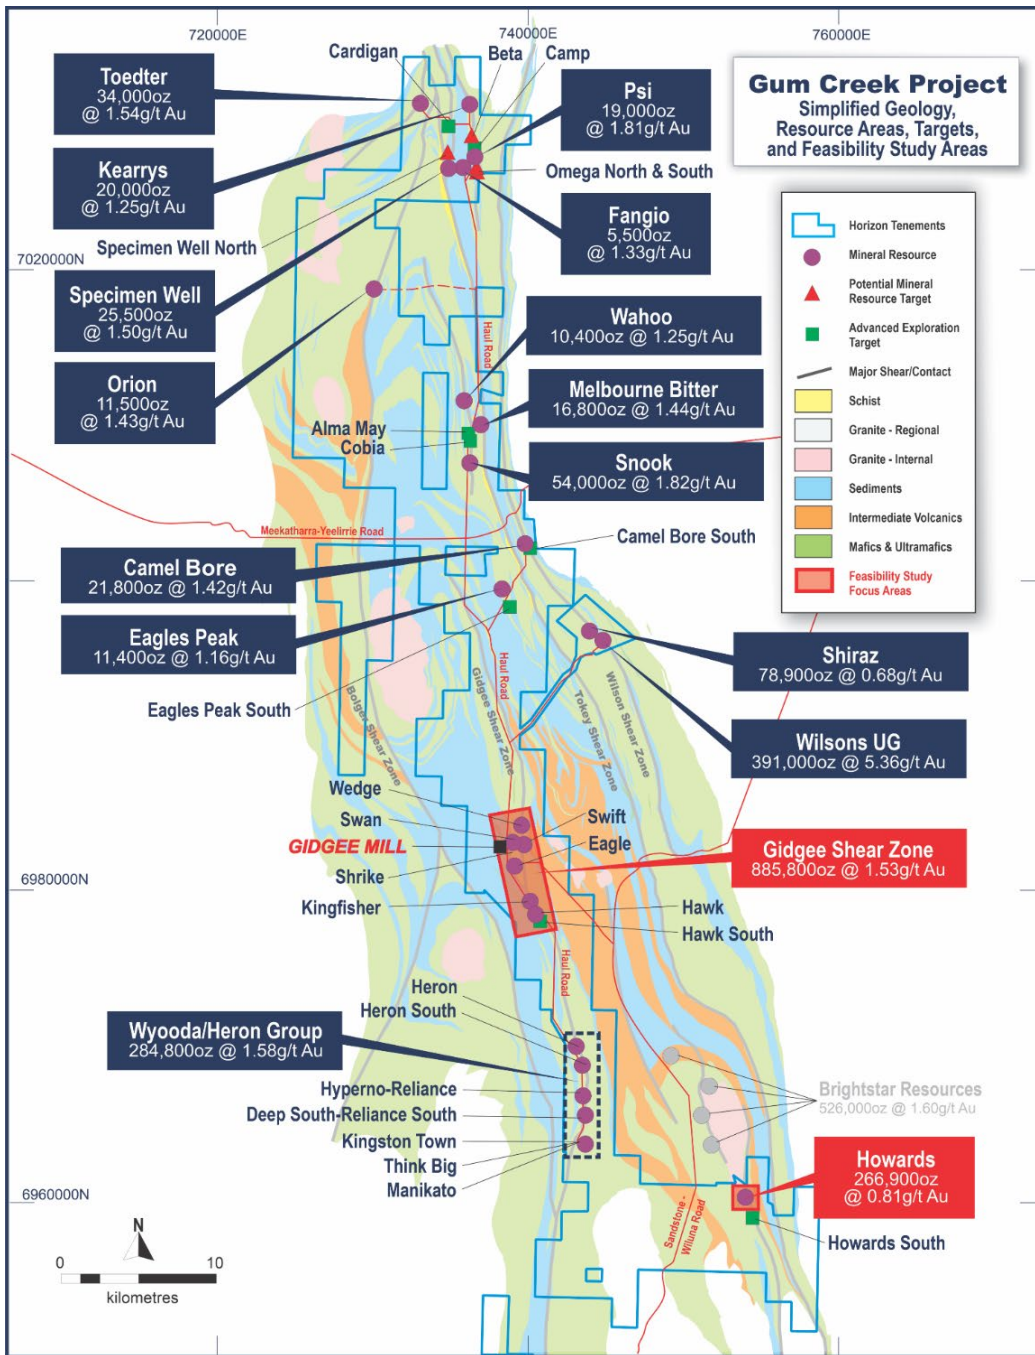 720000E
740000E
760000E
Gum Creek Project
Simplified Geology,
Resource Areas, Targets,
and Feasibility Study Areas
Cardigan
Beta
Camp
Toedter
34,000oz
@ 1.54g/t Au
Psi
19,000oz
@ 1.81g/t Au
Kearrys
20,000oz
@ 1.25g/t Au
Omega North & South
Fangio
5,500oz
@ 1.33g/t Au
Specimen Well North
7020000N
Specimen Well
25,500oz
@ 1.50g/t Au
Wahoo
10,400oz @ 1.25g/t Au
Haul Road
Orion
11,500oz
@ 1.43g/t Au
Melbourne Bitter
16,800oz @ 1.44g/t Au
Alma May
Cobia
Snook
54,000oz @ 1.82g/t Au
Horizon Tenements
Mineral Resource
Potential Mineral
Resource Target
Advanced Exploration
Target
Major Shear/Contact
Schist
Granite - Regional
Granite - Internal
Sediments
Intermediate Volcanics
Mafics & Ultramafics
Feasibility Study
Focus Areas
Meekatharra-Yeelirrie Road
Camel Bore South
Camel Bore
21,800oz @ 1.42g/t Au
Eagles Peak
11,400oz @ 1.16g/t Au
Shiraz
78,900oz @ 0.68g/t Au
Eagles Peak South
Haul Road
Gidgee Shear Zone
Bolger Shear Zone
Tokey Shear Zone
Wilson Shear Zone
Wilsons UG
391,000oz @ 5.36g/t Au
Wedge
Swan
Swift
GIDGEE MILL
Eagle
Shrike
Gidgee Shear Zone
885,800oz @ 1.53g/t Au
6980000N
Kingfisher
Hawk
Hawk South
Haul Road
Heron
Heron South
Wyooda/Heron Group
284,800oz @ 1.58g/t Au
Hyperno-Reliance
Deep South-Reliance South
Kingston Town
Think Big
Manikato
Brightstar Resources
526,000oz @ 1.60g/t Au
Howards
266,900oz
@ 0.81g/t Au
6960000N
Sandstone -
Wiluna Road
Howards South
N
0
10
kilometres